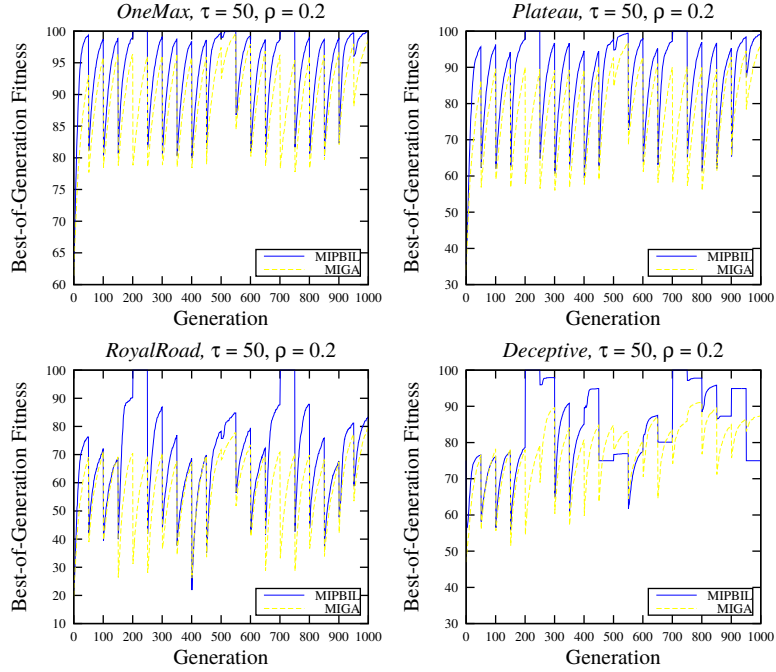 OneMax, τ = 50, ρ = 0.2
Best-of-Generation Fitness
100
95
90
85
80
75
70
65
60
MIPBIL
MIGA
0 100 200 300 400 500 600 700 800 900 1000
Generation
Plateau, τ = 50, ρ = 0.2
Best-of-Generation Fitness
100
90
80
70
60
50
40
30
MIPBIL
MIGA
0 100 200 300 400 500 600 700 800 900 1000
Generation
RoyalRoad, τ = 50, ρ = 0.2
Best-of-Generation Fitness
100
90
80
70
60
50
40
30
20
10
MIPBIL
MIGA
0 100 200 300 400 500 600 700 800 900 1000
Generation
Deceptive, τ = 50, ρ = 0.2
Best-of-Generation Fitness
100
90
80
70
60
50
40
30
MIPBIL
MIGA
0 100 200 300 400 500 600 700 800 900 1000
Generation